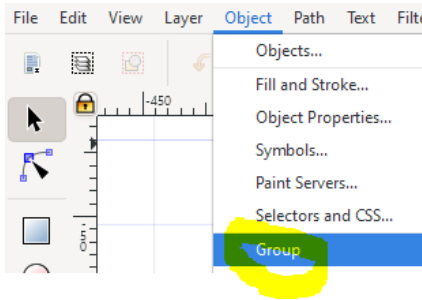 File Edit View Layer Object Path Text Filte
Objects...
Fill and Stroke...
Object Properties...
Symbols...
Paint Servers...
Selectors and CSS...
Group
-450